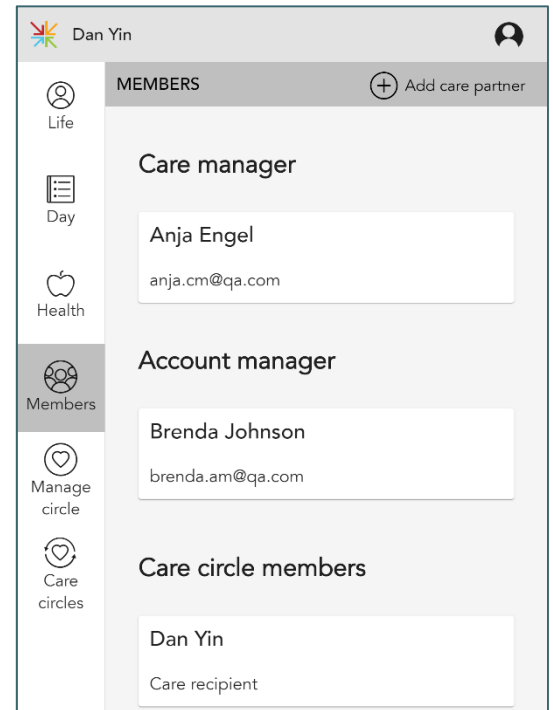 Dan Yin
MEMBERS
Add care partner
Life
Day
Health
Members
Manage
circle
Care
circles
Care manager
Anja Engel
anja.cm@qa.com
Account manager
Brenda Johnson
brenda.am@qa.com
Care circle members
Dan Yin
Care recipient